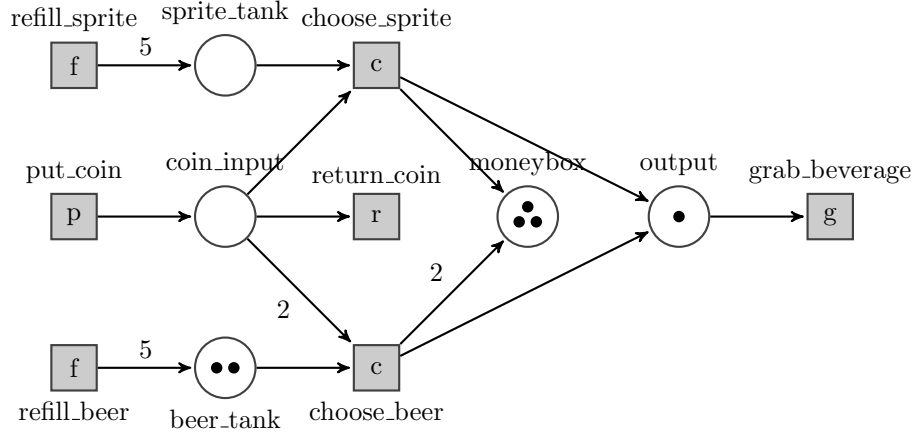 refill_sprite
sprite_tank
choose_sprite
f
5
c
put_coin
coin_input
return_coin
moneybox
output
grab_beverage
p
r
g
2
2
f
5
c
refill_beer
beer_tank
choose_beer